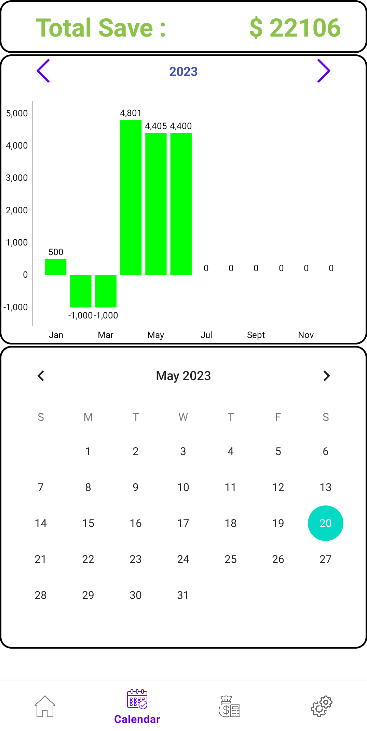 Total Save : $ 22106
2023
5,000
4,000
3,000
2,000
1,000
0
-1,000
500
-1,000
-1,000
4,801
4,405
4,400
0 0 0 0 0 0
Jan Mar May Jul Sept Nov
May 2023
S M T W T F S
1 2 3 4 5 6
7 8 9 10 11 12 13
14 15 16 17 18 19 20
21 22 23 24 25 26 27
28 29 30 31
Calendar